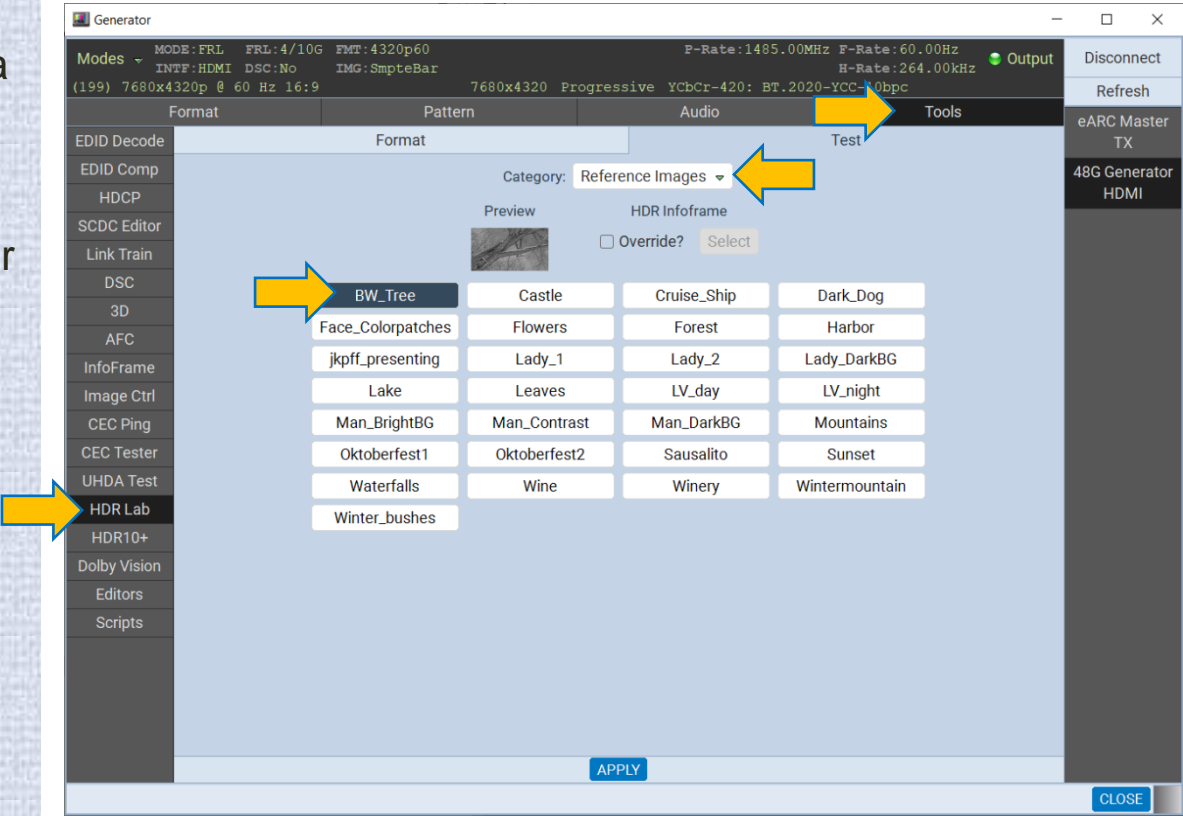 a
r
Generator
Modes MODE:FRL FRL:4/10G FMT:4320p60 P-Rate:1485.00MHz F-Rate:60.00Hz Output
INTF:HDMI DSC:No IMG:SmpteBar H-Rate:264.00kHz
(199) 7680x4320p @ 60 Hz 16:9 7680x4320 Progressive YCbCr-420: BT.2020-YCC-10bpc
Disconnect
Refresh
eARC Master
TX
48G Generator
HDMI
Format Pattern Audio Tools
EDID Decode
EDID Comp
HDCP
SCDC Editor
Link Train
DSC
3D
AFC
InfoFrame
Image Ctrl
CEC Ping
CEC Tester
UHDA Test
HDR Lab
HDR10+
Dolby Vision
Editors
Scripts
Format Test
Category: Reference Images
Preview HDR Infoframe
Override? Select
BW_Tree Castle Cruise_Ship Dark_Dog
Face_Colorpatches Flowers Forest Harbor
jkpff_presenting Lady_1 Lady_2 Lady_DarkBG
Lake Leaves LV_day LV_night
Man_BrightBG Man_Contrast Man_DarkBG Mountains
Oktoberfest1 Oktoberfest2 Sausalito Sunset
Waterfalls Wine Winery Wintermountain
Winter_bushes
APPLY
CLOSE